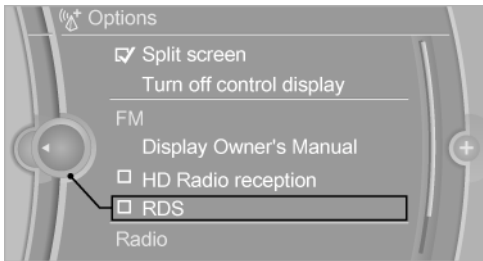 Options
Split screen
Turn off control display
FM
Display Owner's Manual
HD Radio reception
RDS
Radio